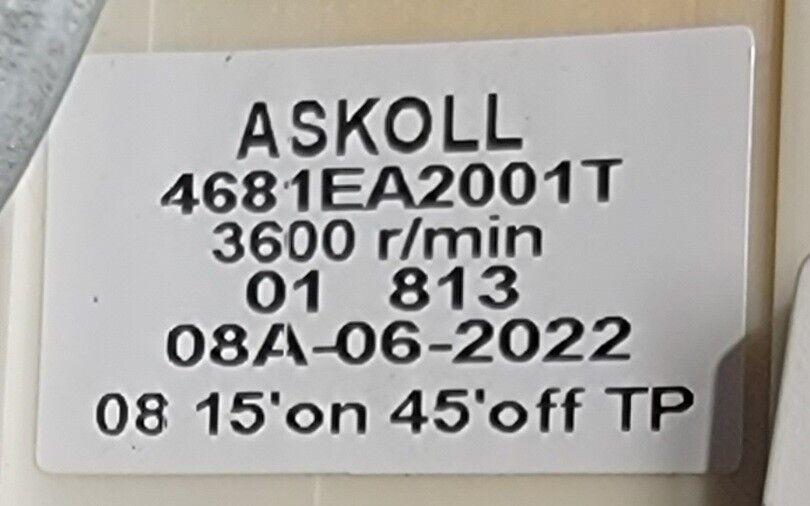 ASKOLL
4681EA2001T
3600 r/min
01 813
08A-06-2022
08 15'on 45'off TP